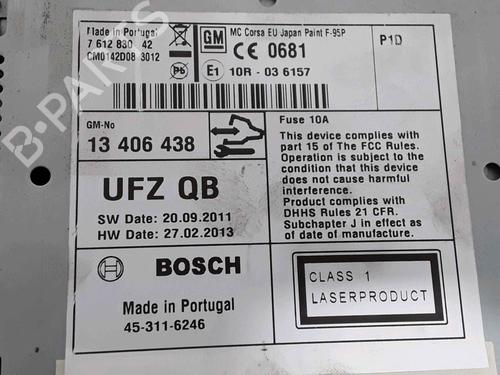 Made in Portugal
7 612 830 42
CM0142D08 3012
GM
MC Corsa EU Japan Paint F-95P
CE 0681
P1D
Pb
E1 10R - 03 6157
GM-No
13 406 438
UFZ QB
SW Date: 20.09.2011
HW Date: 27.02.2013
Fuse 10A
This device complies with
part 15 of The FCC Rules.
Operation is subject to the
condition that this device
does not cause harmful
interference.
Product complies with
DHHS Rules 21 CFR.
Subchapter J in effect as
of date of manufacture.
BOSCH
Made in Portugal
45-311-6246
CLASS 1
LASERPRODUCT
B-PARTS